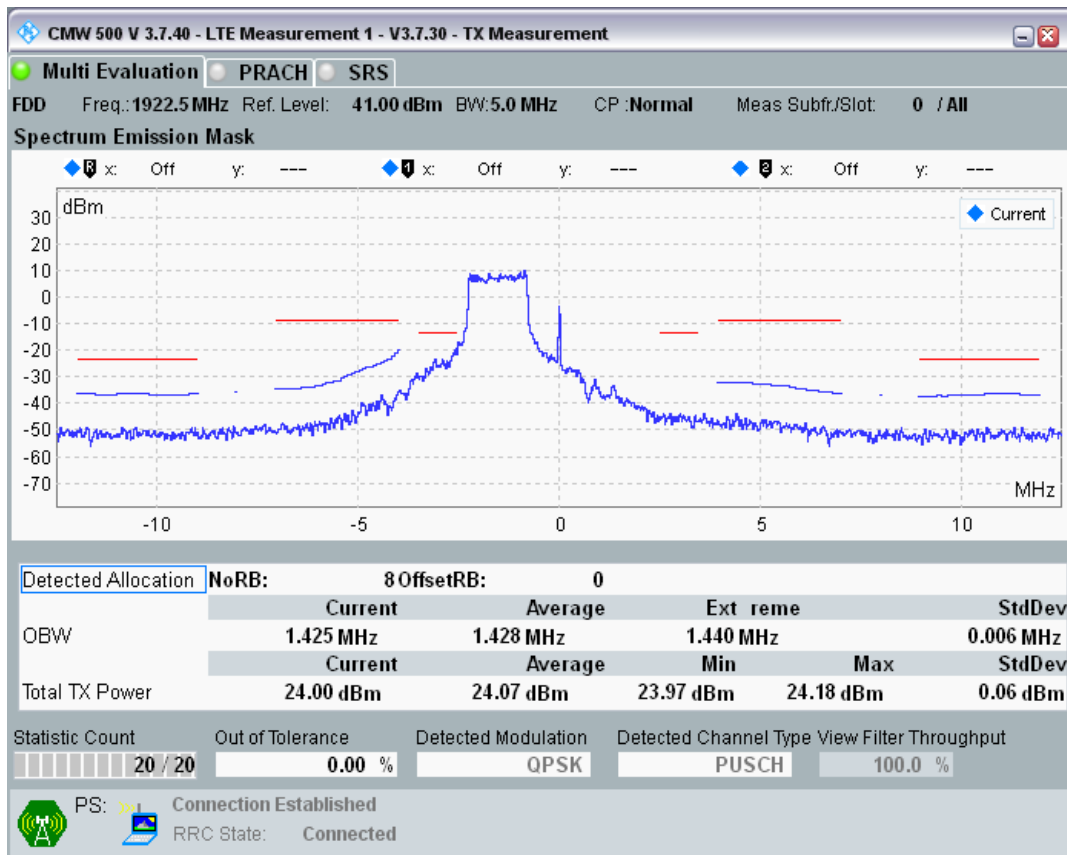 CMW 500 V 3.7.40 - LTE Measurement 1 - V3.7.30 - TX Measurement
Multi Evaluation PRACH SRS
FDD Freq.:1922.5 MHz Ref. Level: 41.00 dBm BW:5.0 MHz CP :Normal Meas Subfr./Slot: 0 / All
Spectrum Emission Mask
R x: Off y: --- 1 x: Off y: --- 2 x: Off y: ---
dBm
Current
30
20
10
0
-10
-20
-30
-40
-50
-60
-70
MHz
-10 -5 0 5 10
Detected Allocation NoRB: 8 OffsetRB: 0
Current Average Ext reme StdDev
OBW 1.425 MHz 1.428 MHz 1.440 MHz 0.006 MHz
Current Average Min Max StdDev
Total TX Power 24.00 dBm 24.07 dBm 23.97 dBm 24.18 dBm 0.06 dBm
Statistic Count Out of Tolerance Detected Modulation Detected Channel Type View Filter Throughput
20 / 20 0.00 % QPSK PUSCH 100.0 %
PS: Connection Established
RRC State: Connected